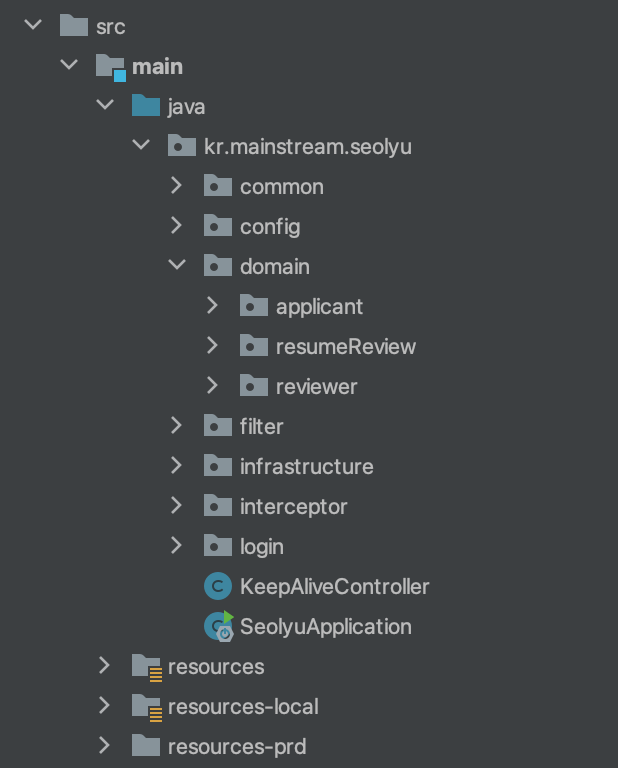 src
main
java
kr.mainstream.seolyu
common
config
domain
applicant
resumeReview
reviewer
filter
infrastructure
interceptor
login
C KeepAliveController
C SeolyuApplication
resources
resources-local
resources-prd